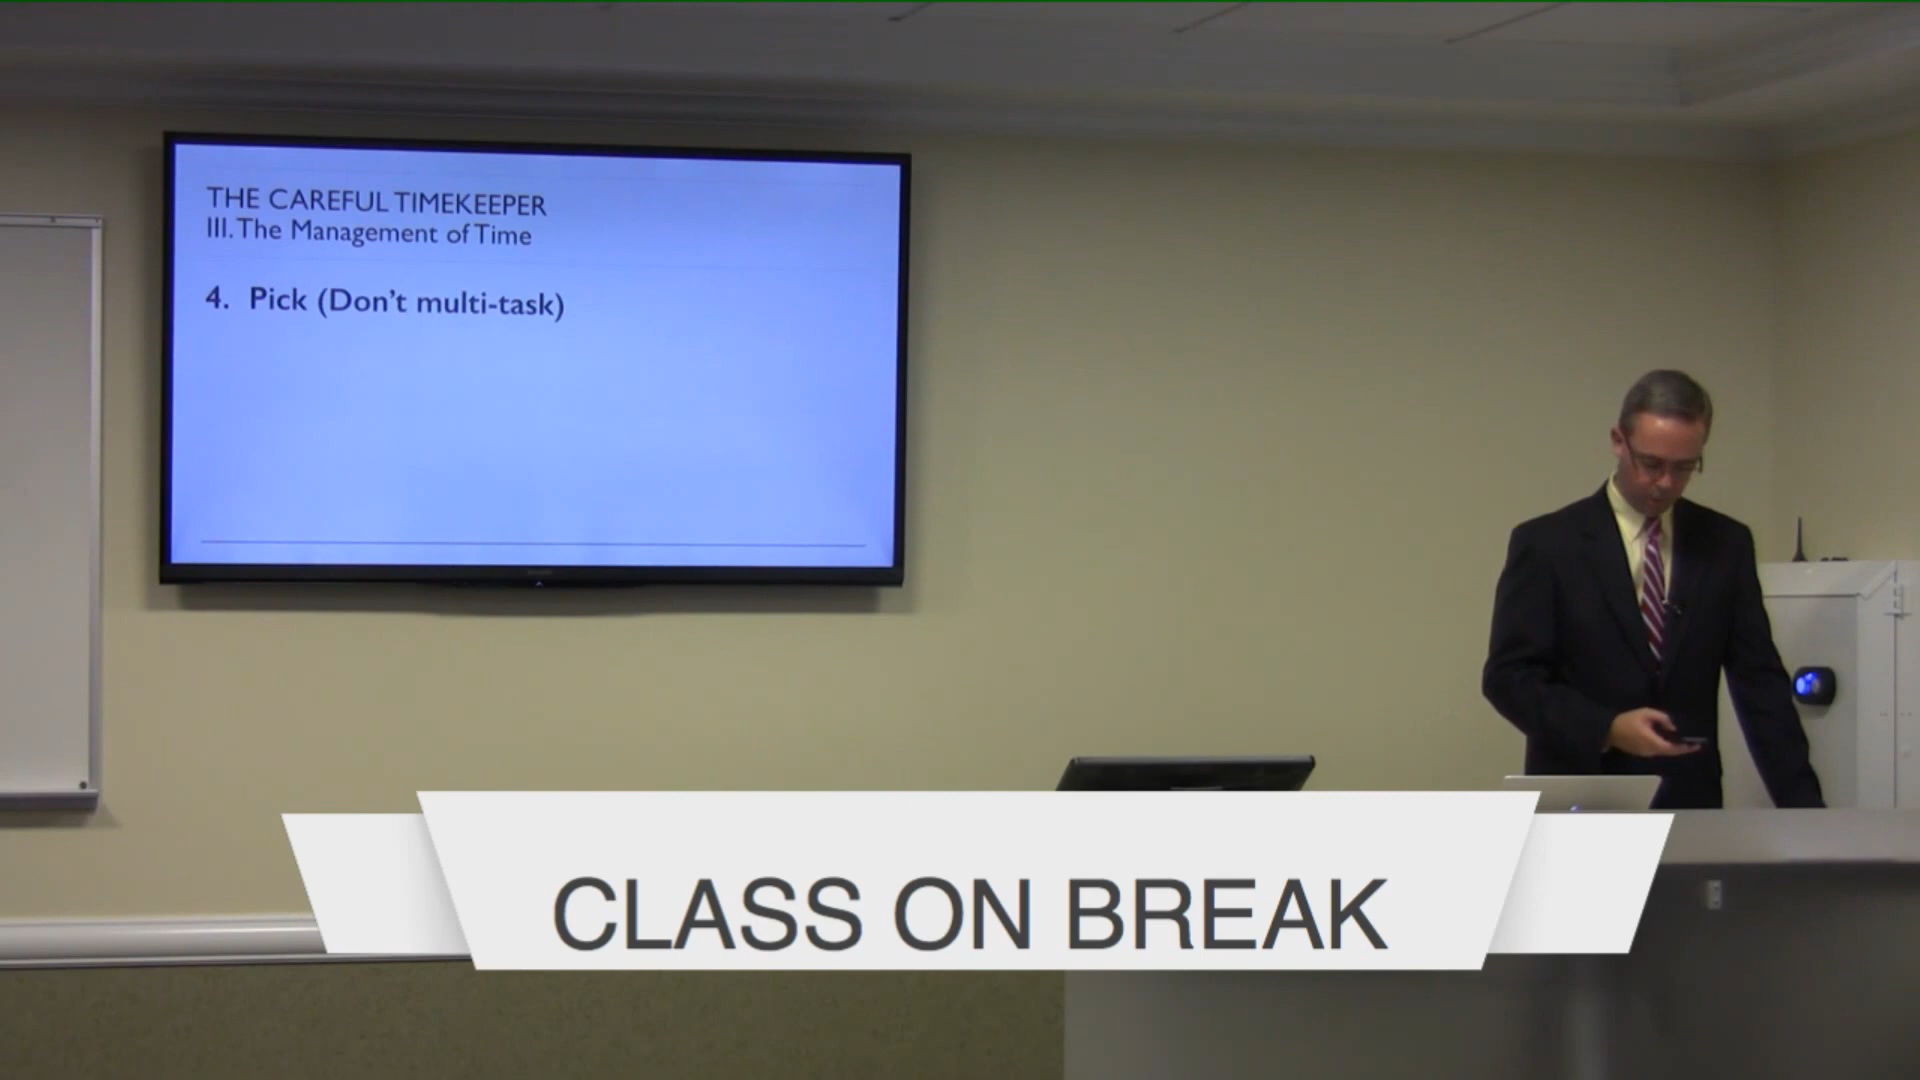 THE CAREFUL TIMEKEEPER
III. The Management of Time
4. Pick (Don't multi-task)
CLASS ON BREAK